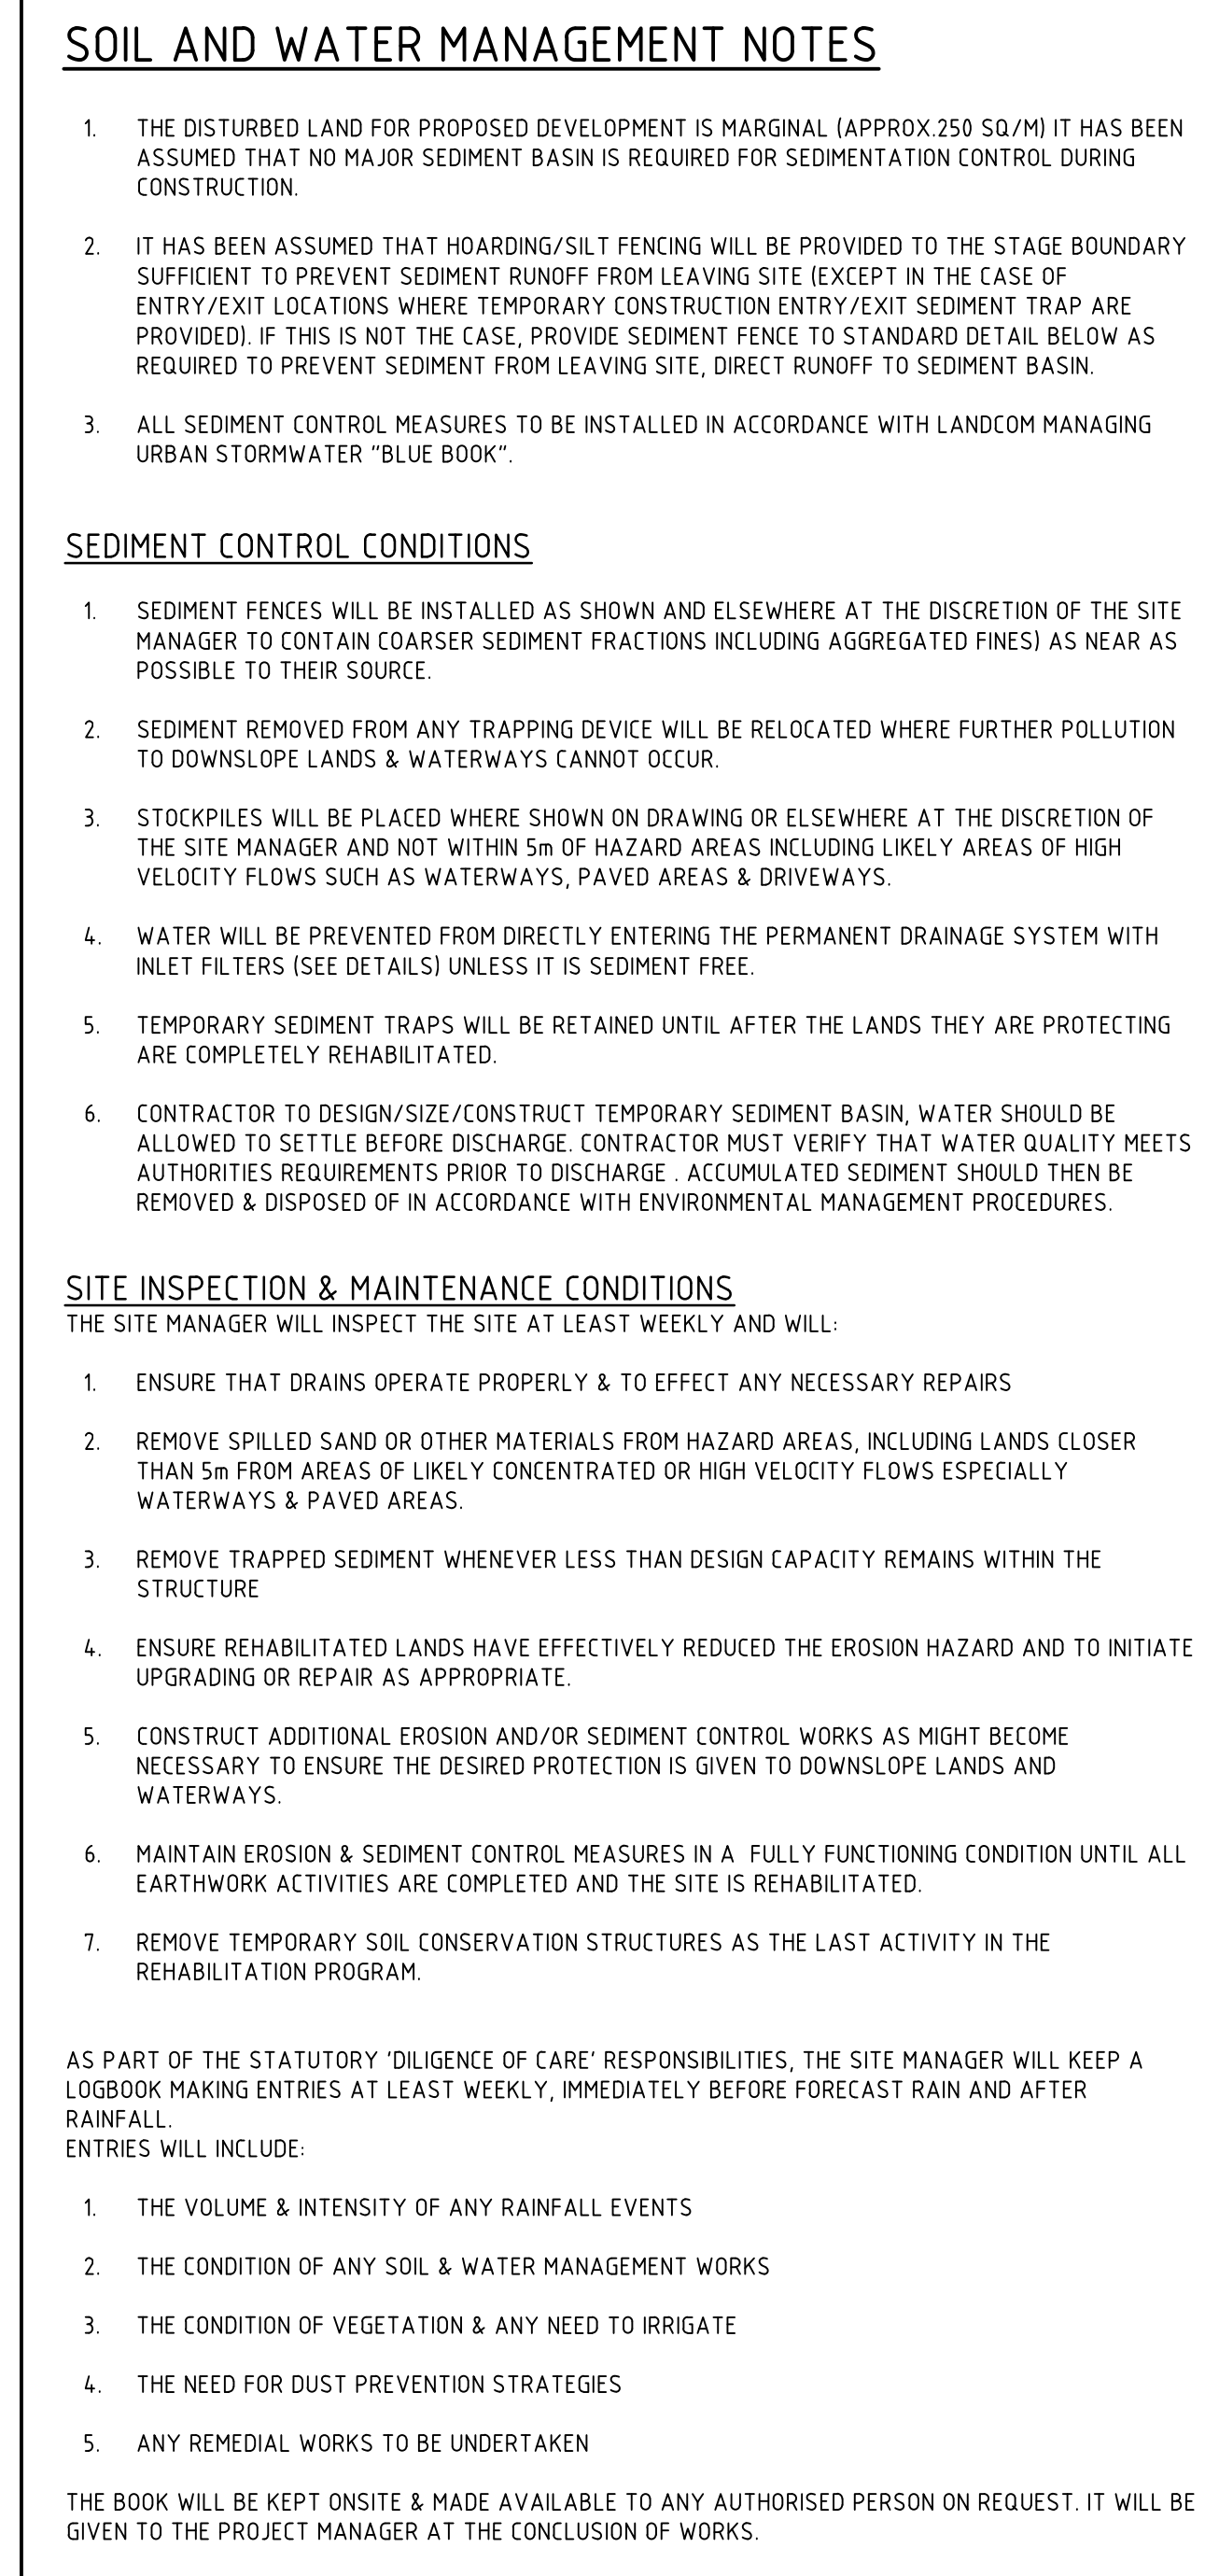 SOIL AND WATER MANAGEMENT NOTES
1. THE DISTURBED LAND FOR PROPOSED DEVELOPMENT IS MARGINAL (APPROX.250 SQ/M) IT HAS BEEN
ASSUMED THAT NO MAJOR SEDIMENT BASIN IS REQUIRED FOR SEDIMENTATION CONTROL DURING
CONSTRUCTION.
2. IT HAS BEEN ASSUMED THAT HOARDING/SILT FENCING WILL BE PROVIDED TO THE STAGE BOUNDARY
SUFFICIENT TO PREVENT SEDIMENT RUNOFF FROM LEAVING SITE (EXCEPT IN THE CASE OF
ENTRY/EXIT LOCATIONS WHERE TEMPORARY CONSTRUCTION ENTRY/EXIT SEDIMENT TRAP ARE
PROVIDED). IF THIS IS NOT THE CASE, PROVIDE SEDIMENT FENCE TO STANDARD DETAIL BELOW AS
REQUIRED TO PREVENT SEDIMENT FROM LEAVING SITE, DIRECT RUNOFF TO SEDIMENT BASIN.
3. ALL SEDIMENT CONTROL MEASURES TO BE INSTALLED IN ACCORDANCE WITH LANDCOM MANAGING
URBAN STORMWATER "BLUE BOOK".
SEDIMENT CONTROL CONDITIONS
1. SEDIMENT FENCES WILL BE INSTALLED AS SHOWN AND ELSEWHERE AT THE DISCRETION OF THE SITE
MANAGER TO CONTAIN COARSER SEDIMENT FRACTIONS INCLUDING AGGREGATED FINES) AS NEAR AS
POSSIBLE TO THEIR SOURCE.
2. SEDIMENT REMOVED FROM ANY TRAPPING DEVICE WILL BE RELOCATED WHERE FURTHER POLLUTION
TO DOWNSLOPE LANDS & WATERWAYS CANNOT OCCUR.
3. STOCKPILES WILL BE PLACED WHERE SHOWN ON DRAWING OR ELSEWHERE AT THE DISCRETION OF
THE SITE MANAGER AND NOT WITHIN 5m OF HAZARD AREAS INCLUDING LIKELY AREAS OF HIGH
VELOCITY FLOWS SUCH AS WATERWAYS, PAVED AREAS & DRIVEWAYS.
4. WATER WILL BE PREVENTED FROM DIRECTLY ENTERING THE PERMANENT DRAINAGE SYSTEM WITH
INLET FILTERS (SEE DETAILS) UNLESS IT IS SEDIMENT FREE.
5. TEMPORARY SEDIMENT TRAPS WILL BE RETAINED UNTIL AFTER THE LANDS THEY ARE PROTECTING
ARE COMPLETELY REHABILITATED.
6. CONTRACTOR TO DESIGN/SIZE/CONSTRUCT TEMPORARY SEDIMENT BASIN, WATER SHOULD BE
ALLOWED TO SETTLE BEFORE DISCHARGE. CONTRACTOR MUST VERIFY THAT WATER QUALITY MEETS
AUTHORITIES REQUIREMENTS PRIOR TO DISCHARGE . ACCUMULATED SEDIMENT SHOULD THEN BE
REMOVED & DISPOSED OF IN ACCORDANCE WITH ENVIRONMENTAL MANAGEMENT PROCEDURES.
SITE INSPECTION & MAINTENANCE CONDITIONS
THE SITE MANAGER WILL INSPECT THE SITE AT LEAST WEEKLY AND WILL:
1. ENSURE THAT DRAINS OPERATE PROPERLY & TO EFFECT ANY NECESSARY REPAIRS
2. REMOVE SPILLED SAND OR OTHER MATERIALS FROM HAZARD AREAS, INCLUDING LANDS CLOSER
THAN 5m FROM AREAS OF LIKELY CONCENTRATED OR HIGH VELOCITY FLOWS ESPECIALLY
WATERWAYS & PAVED AREAS.
3. REMOVE TRAPPED SEDIMENT WHENEVER LESS THAN DESIGN CAPACITY REMAINS WITHIN THE
STRUCTURE
4. ENSURE REHABILITATED LANDS HAVE EFFECTIVELY REDUCED THE EROSION HAZARD AND TO INITIATE
UPGRADING OR REPAIR AS APPROPRIATE.
5. CONSTRUCT ADDITIONAL EROSION AND/OR SEDIMENT CONTROL WORKS AS MIGHT BECOME
NECESSARY TO ENSURE THE DESIRED PROTECTION IS GIVEN TO DOWNSLOPE LANDS AND
WATERWAYS.
6. MAINTAIN EROSION & SEDIMENT CONTROL MEASURES IN A FULLY FUNCTIONING CONDITION UNTIL ALL
EARTHWORK ACTIVITIES ARE COMPLETED AND THE SITE IS REHABILITATED.
7. REMOVE TEMPORARY SOIL CONSERVATION STRUCTURES AS THE LAST ACTIVITY IN THE
REHABILITATION PROGRAM.
AS PART OF THE STATUTORY 'DILIGENCE OF CARE' RESPONSIBILITIES, THE SITE MANAGER WILL KEEP A
LOGBOOK MAKING ENTRIES AT LEAST WEEKLY, IMMEDIATELY BEFORE FORECAST RAIN AND AFTER
RAINFALL.
ENTRIES WILL INCLUDE:
1. THE VOLUME & INTENSITY OF ANY RAINFALL EVENTS
2. THE CONDITION OF ANY SOIL & WATER MANAGEMENT WORKS
3. THE CONDITION OF VEGETATION & ANY NEED TO IRRIGATE
4. THE NEED FOR DUST PREVENTION STRATEGIES
5. ANY REMEDIAL WORKS TO BE UNDERTAKEN
THE BOOK WILL BE KEPT ONSITE & MADE AVAILABLE TO ANY AUTHORISED PERSON ON REQUEST. IT WILL BE
GIVEN TO THE PROJECT MANAGER AT THE CONCLUSION OF WORKS.